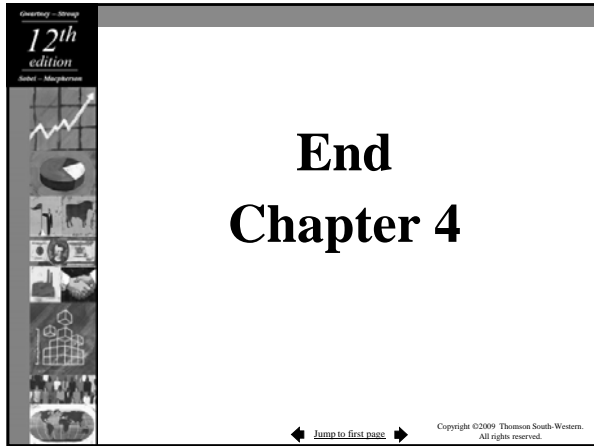 Gwartney – Stroup
12th
edition
Sobel – Macpherson
End
Chapter 4
Jump to first page
Copyright ©2009 Thomson South-Western.
All rights reserved.